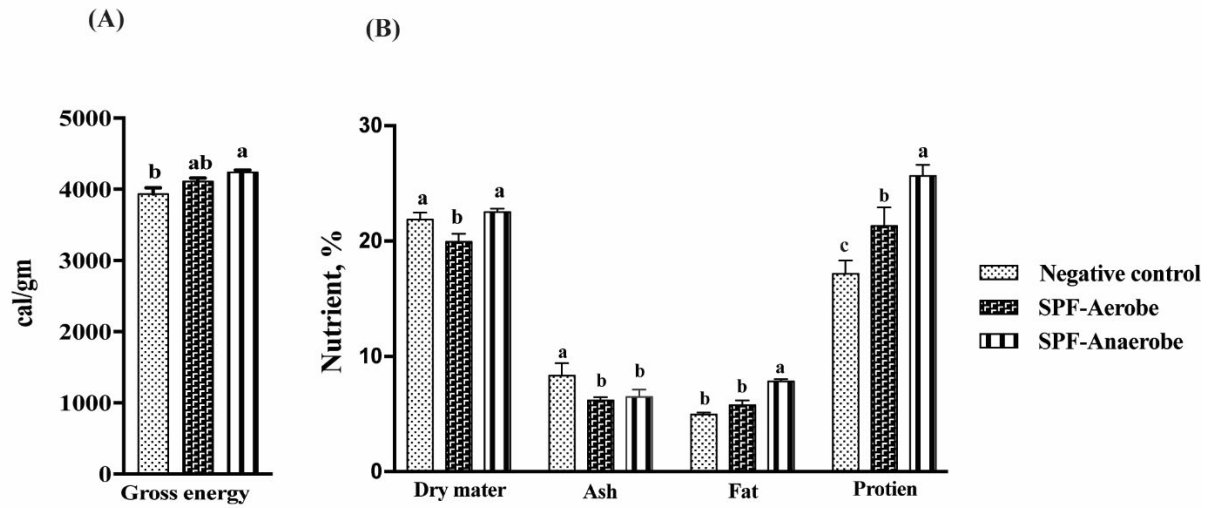 (A)
(B)
cal/gm
5000
4000
3000
2000
1000
0
b
ab
a
Gross energy
Nutrient, %
30
20
10
0
a
b
a
a
b
b
b
b
a
c
b
a
Dry mater
Ash
Fat
Protien
Negative control
SPF-Aerobe
SPF-Anaerobe